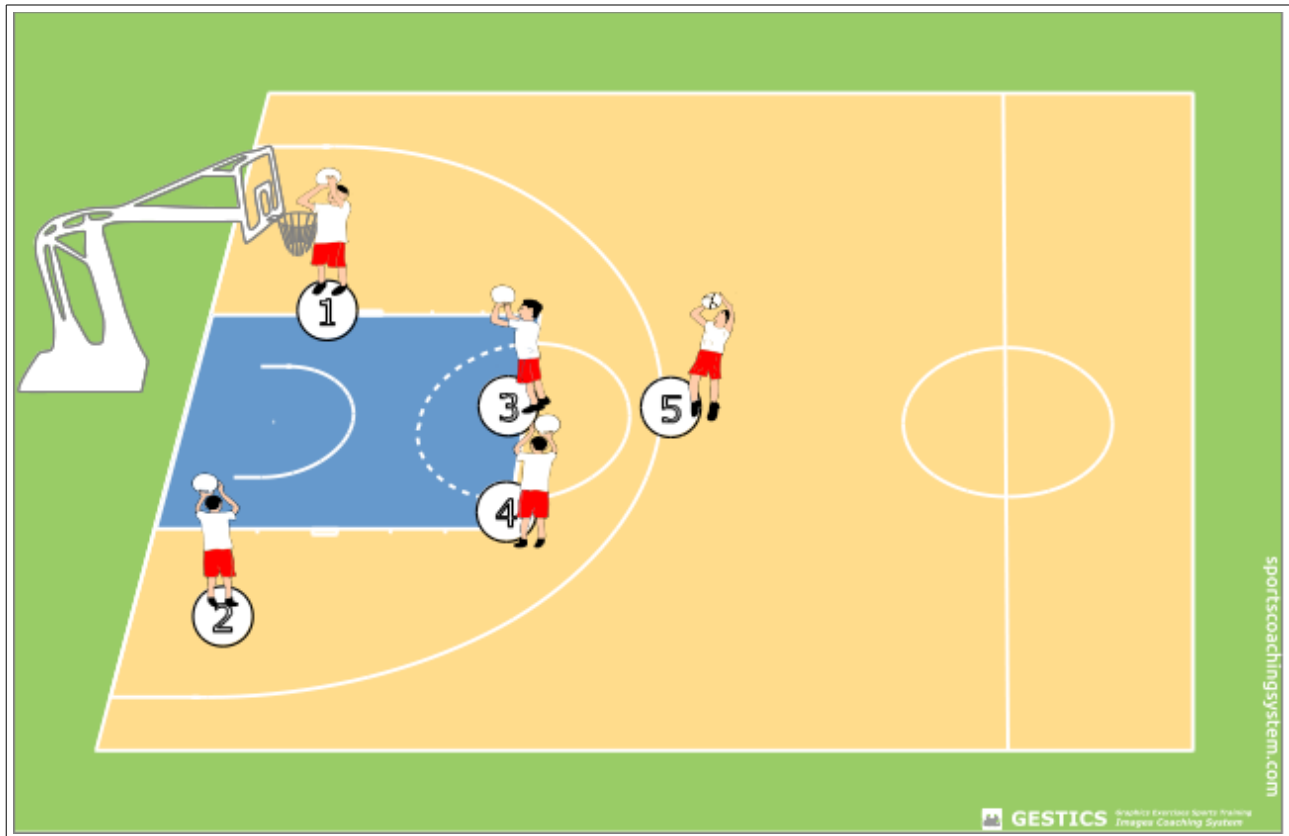 1
3
5
4
2
sportscoachingsystem.com
GESTICS
Graphics Exercises Sports Training
Images Coaching System